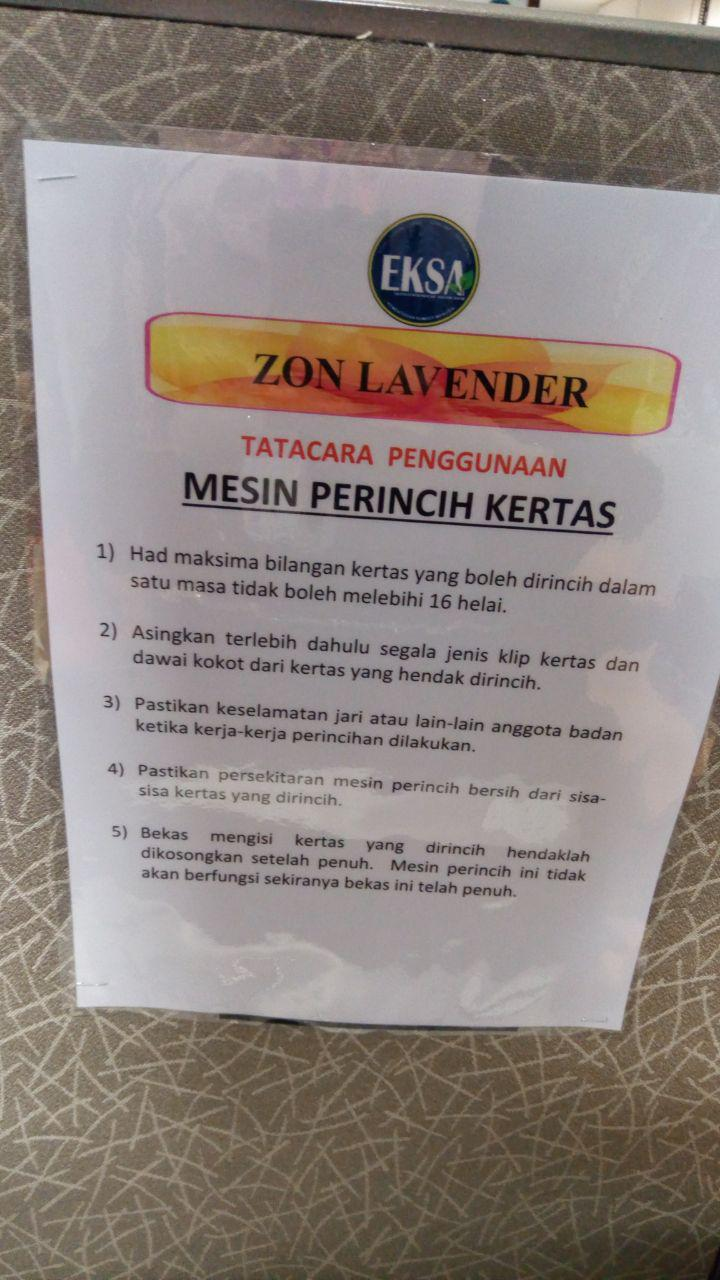 EKSA
ZON LAVENDER
TATACARA PENGGUNAAN
MESIN PERINCIH KERTAS
1) Had maksima bilangan kertas yang boleh dirincih dalam
satu masa tidak boleh melebihi 16 helai.
2) Asingkan terlebih dahulu segala jenis klip kertas dan
dawai kokot dari kertas yang hendak dirincih.
3) Pastikan keselamatan jari atau lain-lain anggota badan
ketika kerja-kerja perincihan dilakukan.
4) Pastikan persekitaran mesin perincih bersih dari sisa-
sisa kertas yang dirincih.
5) Bekas mengisi kertas yang dirincih hendaklah
dikosongkan setelah penuh. Mesin perincih ini tidak
akan berfungsi sekiranya bekas ini telah penuh.